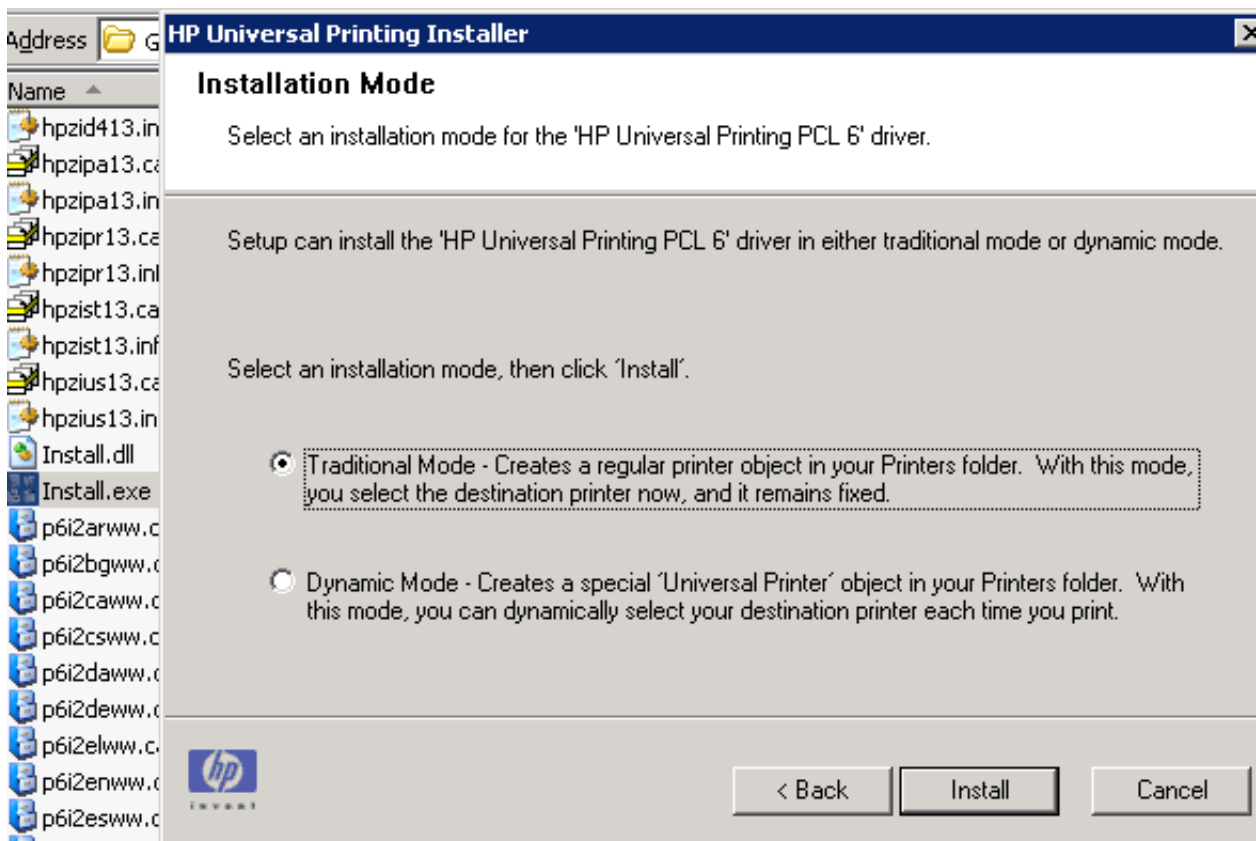 Address G
HP Universal Printing Installer
Name
Installation Mode
Select an installation mode for the 'HP Universal Printing PCL 6' driver.
hpzid413.in
hpzipa13.ca
hpzipa13.in
hpzipr13.ca
hpzipr13.inf
hpzist13.ca
hpzist13.inf
hpzius13.ca
hpzius13.in
Install.dll
Install.exe
p6i2arww.c
p6i2bgww.c
p6i2caww.c
p6i2csww.c
p6i2daww.c
p6i2deww.c
p6i2elww.ca
p6i2enww.c
p6i2esww.c
Setup can install the 'HP Universal Printing PCL 6' driver in either traditional mode or dynamic mode.
Select an installation mode, then click ´Install´.
Traditional Mode - Creates a regular printer object in your Printers folder.  With this mode,
you select the destination printer now, and it remains fixed.
Dynamic Mode - Creates a special ´Universal Printer´ object in your Printers folder.  With
this mode, you can dynamically select your destination printer each time you print.
hp
invent
< Back
Install
Cancel